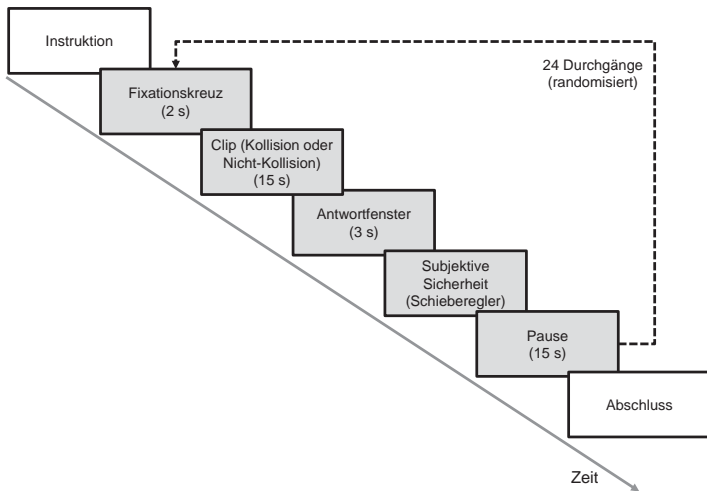 Instruktion
24 Durchgänge
(randomisiert)
Fixationskreuz
(2 s)
Clip (Kollision oder
Nicht-Kollision)
(15 s)
Antwortfenster
(3 s)
Subjektive
Sicherheit
(Schieberegler)
Pause
(15 s)
Abschluss
Zeit